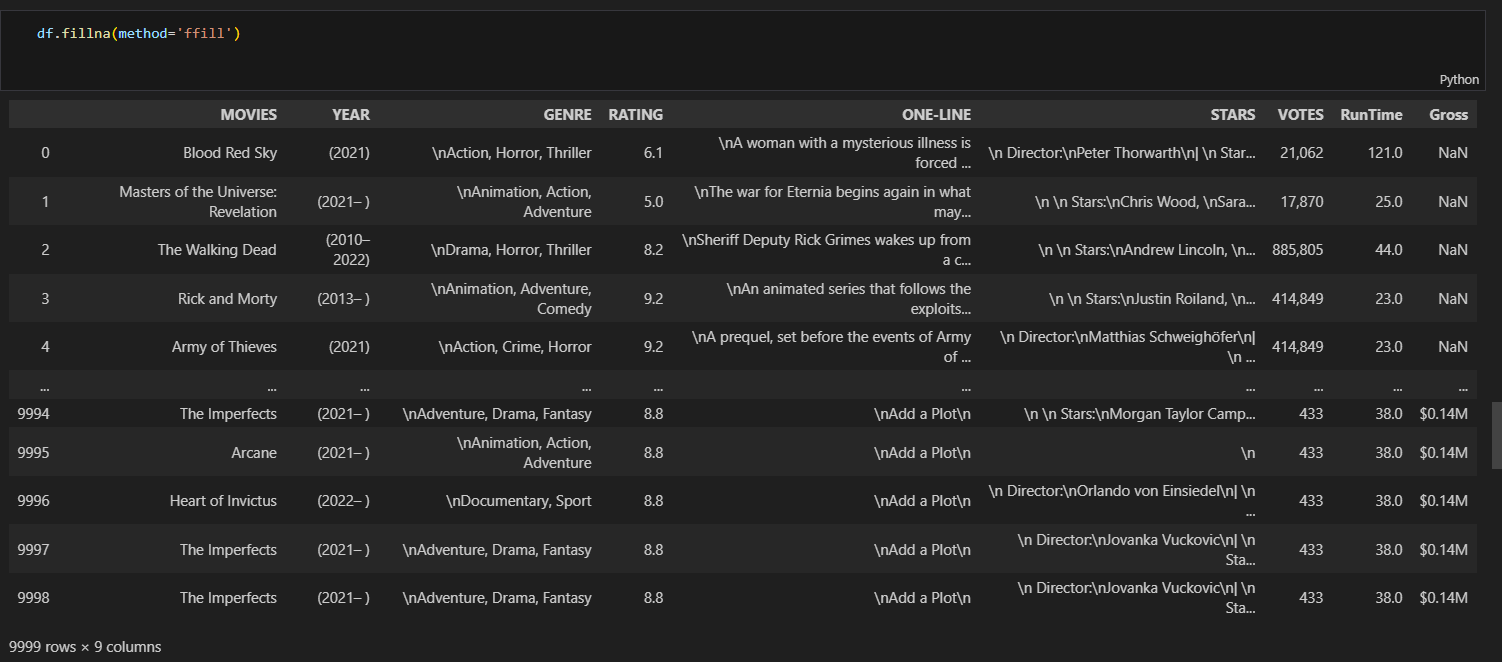 df.fillna(method='ffill')
Python
MOVIES YEAR GENRE RATING ONE-LINE STARS VOTES RunTime Gross
0 Blood Red Sky (2021) \nAction, Horror, Thriller 6.1 \nA woman with a mysterious illness is forced ... \n Director:\nPeter Thorwarth\n| \n Star... 21,062 121.0 NaN
1 Masters of the Universe: Revelation (2021– ) \nAnimation, Action, Adventure 5.0 \nThe war for Eternia begins again in what may... \n \n Stars:\nChris Wood, \nSara... 17,870 25.0 NaN
2 The Walking Dead (2010–2022) \nDrama, Horror, Thriller 8.2 \nSheriff Deputy Rick Grimes wakes up from a c... \n \n Stars:\nAndrew Lincoln, \n... 885,805 44.0 NaN
3 Rick and Morty (2013– ) \nAnimation, Adventure, Comedy 9.2 \nAn animated series that follows the exploits... \n \n Stars:\nJustin Roiland, \n... 414,849 23.0 NaN
4 Army of Thieves (2021) \nAction, Crime, Horror 9.2 \nA prequel, set before the events of Army of ... \n Director:\nMatthias Schweighöfer\n| \n ... 414,849 23.0 NaN
... ... ... ... ... ... ... ... ... ...
9994 The Imperfects (2021– ) \nAdventure, Drama, Fantasy 8.8 \nAdd a Plot\n \n \n Stars:\nMorgan Taylor Camp... 433 38.0 $0.14M
9995 Arcane (2021– ) \nAnimation, Action, Adventure 8.8 \nAdd a Plot\n \n 433 38.0 $0.14M
9996 Heart of Invictus (2022– ) \nDocumentary, Sport 8.8 \nAdd a Plot\n \n Director:\nOrlando von Einsiedel\n| \n ... 433 38.0 $0.14M
9997 The Imperfects (2021– ) \nAdventure, Drama, Fantasy 8.8 \nAdd a Plot\n \n Director:\nJovanka Vuckovic\n| \n Sta... 433 38.0 $0.14M
9998 The Imperfects (2021– ) \nAdventure, Drama, Fantasy 8.8 \nAdd a Plot\n \n Director:\nJovanka Vuckovic\n| \n Sta... 433 38.0 $0.14M
9999 rows × 9 columns